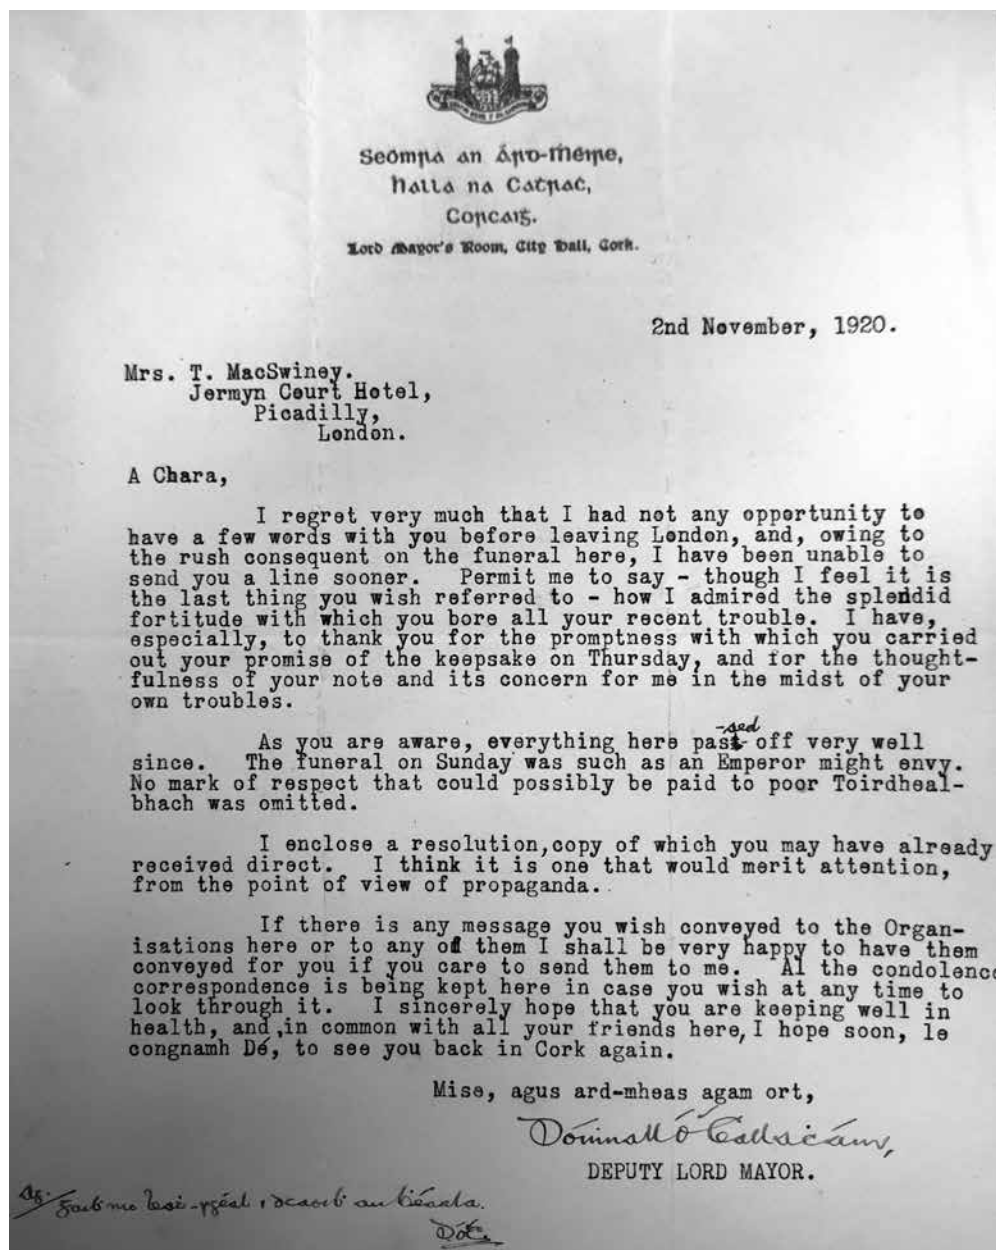 Seómra an Árd-Ṁéire,
Halla na Caṫraċ,
Corcaiġ.
Lord Mayor's Room, City Hall, Cork.
2nd November, 1920.
Mrs. T. MacSwiney.
Jermyn Court Hotel,
Picadilly,
London.
A Chara,
I regret very much that I had not any opportunity to
have a few words with you before leaving London, and, owing to
the rush consequent on the funeral here, I have been unable to
send you a line sooner. Permit me to say - though I feel it is
the last thing you wish referred to - how I admired the splendid
fortitude with which you bore all your recent trouble. I have,
especially, to thank you for the promptness with which you carried
out your promise of the keepsake on Thursday, and for the thought-
fulness of your note and its concern for me in the midst of your
own troubles.
-sed
As you are aware, everything here past off very well
since. The funeral on Sunday was such as an Emperor might envy.
No mark of respect that could possibly be paid to poor Toirdheal-
bhach was omitted.
I enclose a resolution,copy of which you may have already
received direct. I think it is one that would merit attention,
from the point of view of propaganda.
If there is any message you wish conveyed to the Organ-
isations here or to any of them I shall be very happy to have them
conveyed for you if you care to send them to me. Al the condolence
correspondence is being kept here in case you wish at any time to
look through it. I sincerely hope that you are keeping well in
health, and ,in common with all your friends here, I hope soon, le
congnamh Dé, to see you back in Cork again.
Mise, agus ard-mheas agam ort,
Dómnall Ó Callacáin,
DEPUTY LORD MAYOR.
mo leiṫ-sgéal i dtaoiḃ an Ḃéarla.